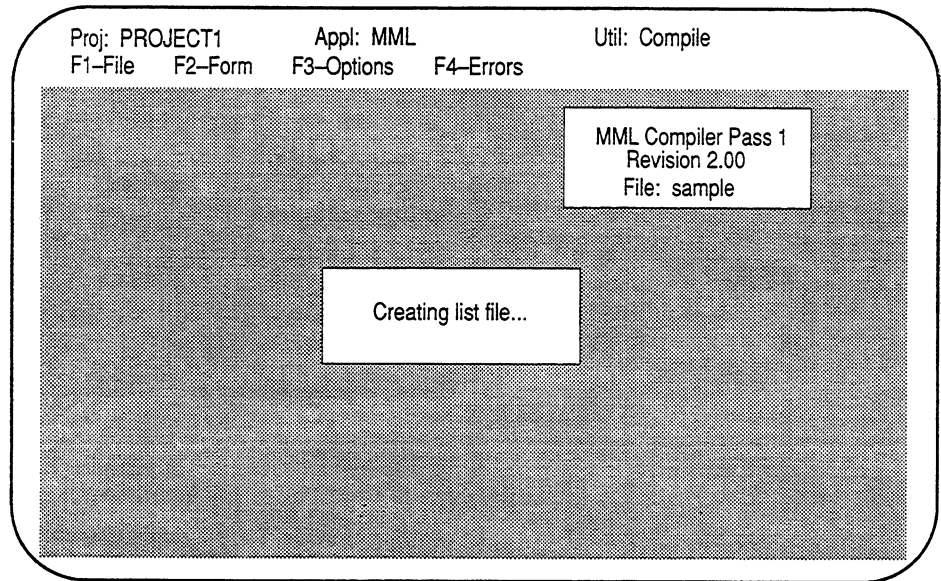 Proj: PROJECT1 Appl: MML Util: Compile
F1–File F2–Form F3–Options F4–Errors
MML Compiler Pass 1
Revision 2.00
File: sample
Creating list file...